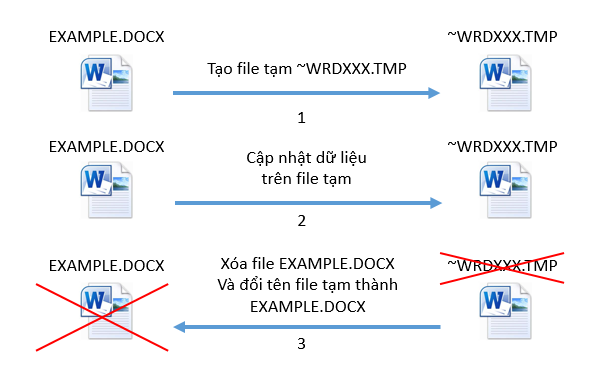 EXAMPLE.DOCX
~WRDXXX.TMP
Tạo file tạm ~WRDXXX.TMP
1
EXAMPLE.DOCX
~WRDXXX.TMP
Cập nhật dữ liệu
trên file tạm
2
EXAMPLE.DOCX
~WRDXXX.TMP
Xóa file EXAMPLE.DOCX
Và đổi tên file tạm thành
EXAMPLE.DOCX
3